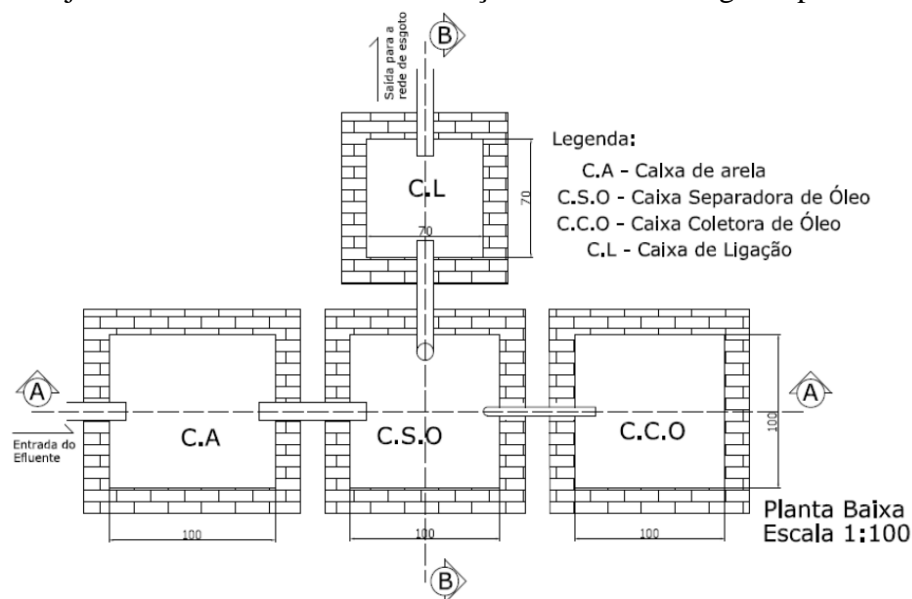 Saída para a
rede de esgoto
B
Legenda:
C.A - Caixa de areia
C.S.O - Caixa Separadora de Óleo
C.C.O - Caixa Coletora de Óleo
C.L - Caixa de Ligação
C.L
70
70
A
A
Entrada do
Efluente
C.A
C.S.O
C.C.O
100
100
100
100
Planta Baixa
Escala 1:100
B